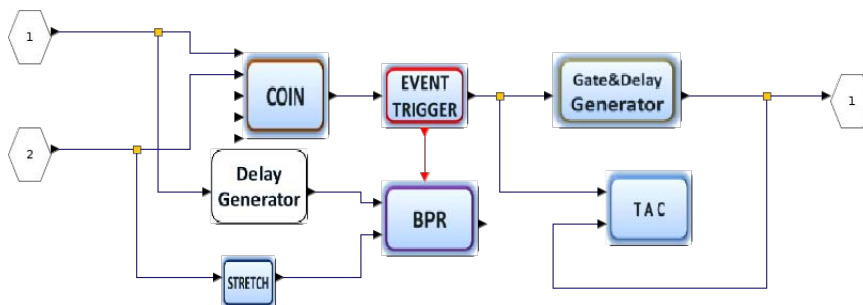 1
2
COIN
EVENT
TRIGGER
Gate&Delay
Generator
1
Delay
Generator
BPR
TAC
STRETCH